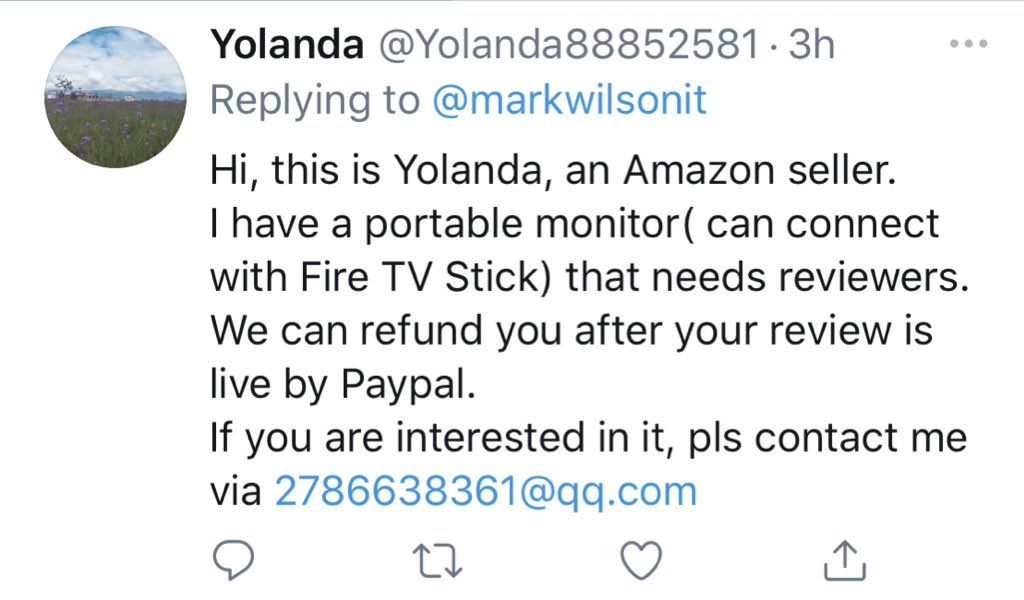 Yolanda @Yolanda88852581 · 3h
Replying to @markwilsonit
Hi, this is Yolanda, an Amazon seller.
I have a portable monitor( can connect
with Fire TV Stick) that needs reviewers.
We can refund you after your review is
live by Paypal.
If you are interested in it, pls contact me
via 2786638361@qq.com